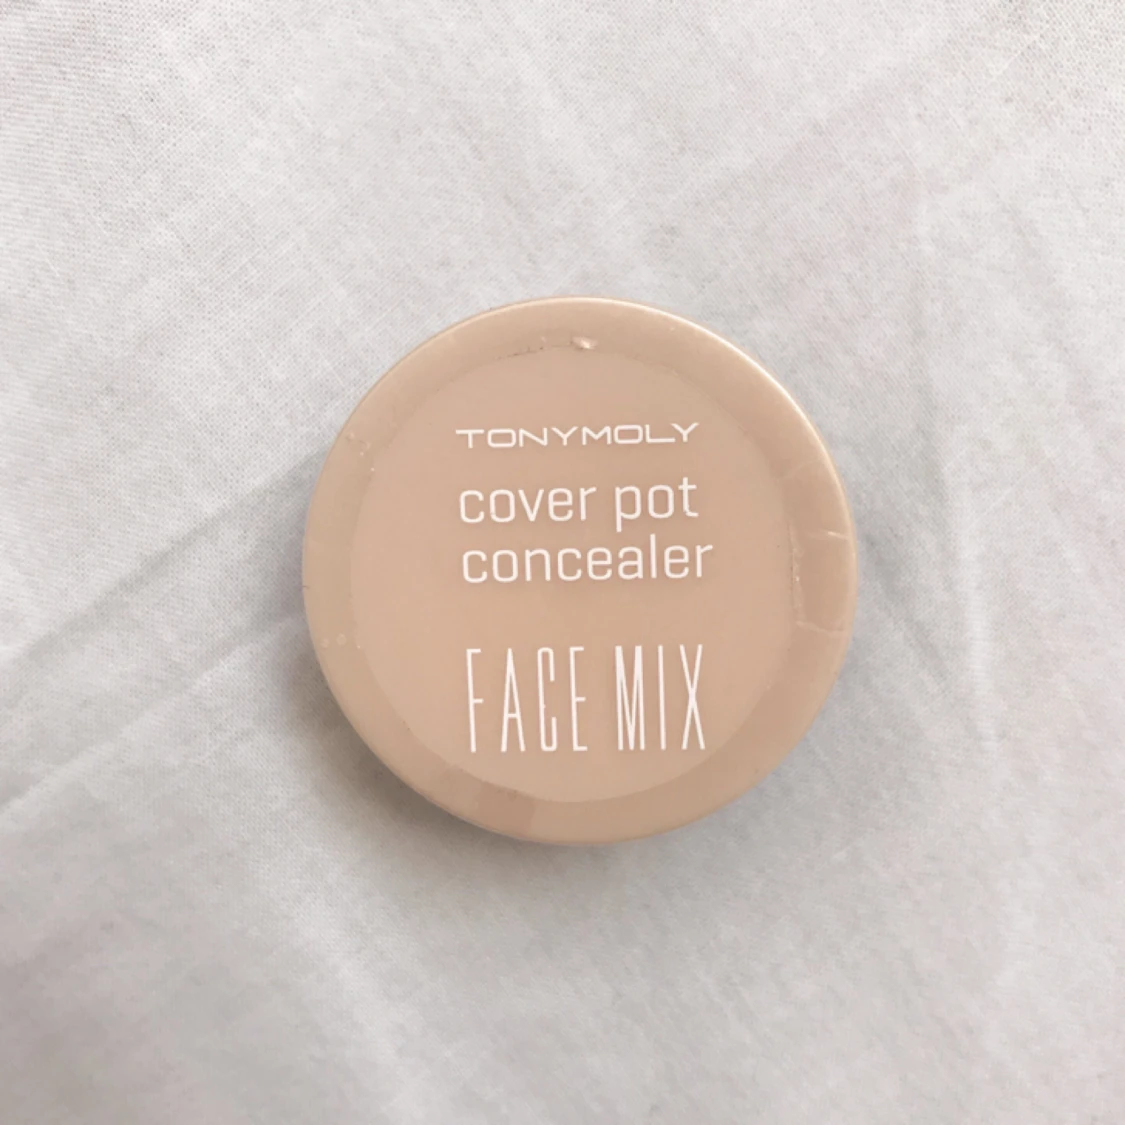 TONYMOLY
cover pot
concealer
FACE MIX